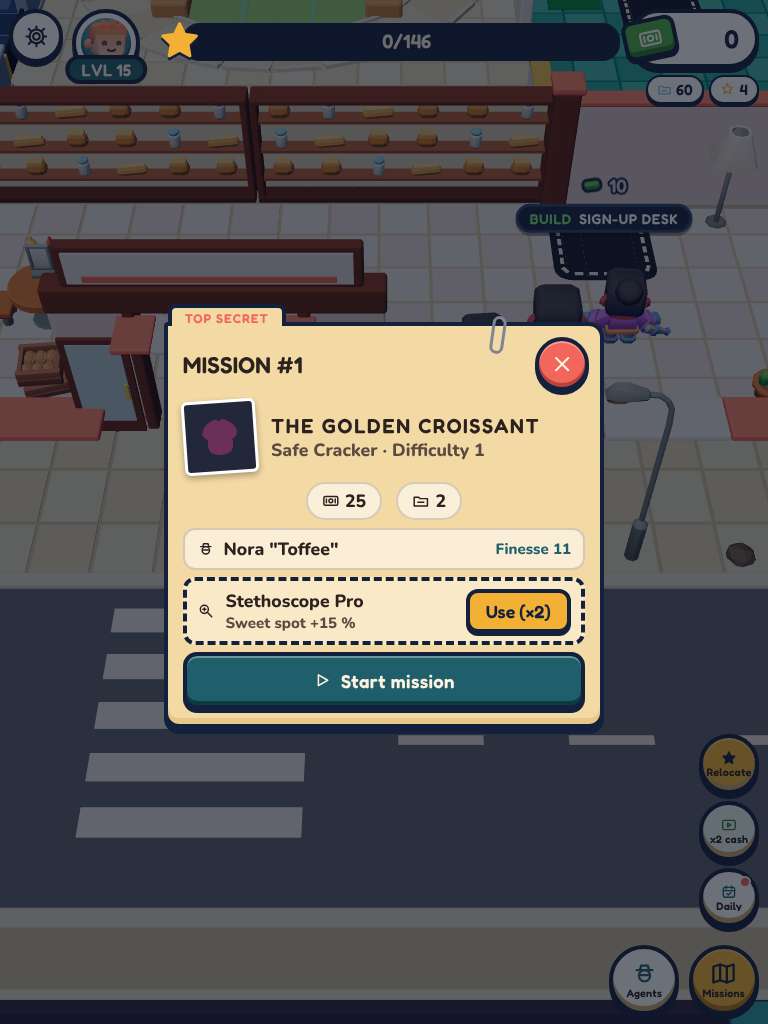 0/146
0
LVL 15
60
4
10
BUILD SIGN-UP DESK
TOP SECRET
MISSION #1
THE GOLDEN CROISSANT
Safe Cracker · Difficulty 1
25
2
Nora "Toffee"
Finesse 11
Stethoscope Pro
Sweet spot +15 %
Use (×2)
Start mission
Relocate
x2 cash
Daily
Agents
Missions